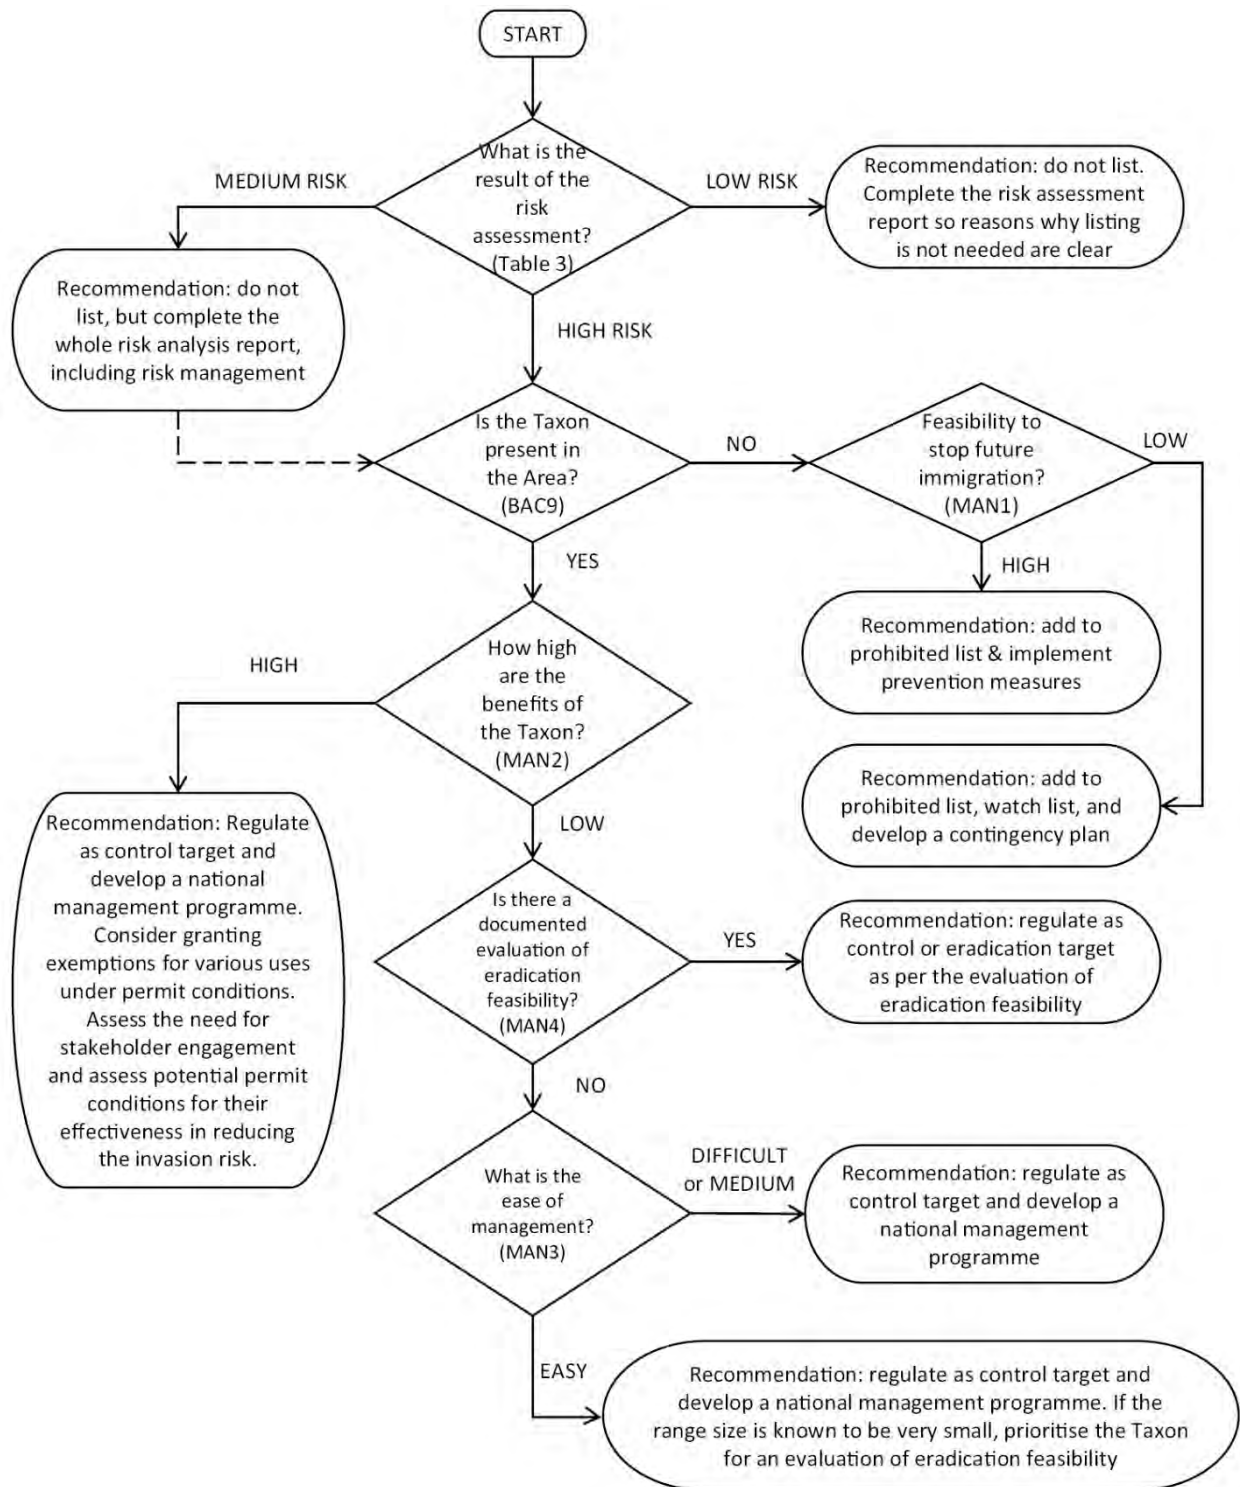 START
What is the
result of the
risk
assessment?
(Table 3)
MEDIUM RISK
LOW RISK
Recommendation: do not list.
Complete the risk assessment
report so reasons why listing
is not needed are clear
Recommendation: do not
list, but complete the
whole risk analysis report,
including risk management
HIGH RISK
Is the Taxon
present in
the Area?
(BAC9)
NO
Feasibility to
stop future
immigration?
(MAN1)
LOW
YES
HIGH
Recommendation: add to
prohibited list & implement
prevention measures
How high
are the
benefits of
the Taxon?
(MAN2)
HIGH
Recommendation: add to
prohibited list, watch list, and
develop a contingency plan
Recommendation: Regulate
as control target and
develop a national
management programme.
Consider granting
exemptions for various uses
under permit conditions.
Assess the need for
stakeholder engagement
and assess potential permit
conditions for their
effectiveness in reducing
the invasion risk.
LOW
Is there a
documented
evaluation of
eradication
feasibility?
(MAN4)
YES
Recommendation: regulate as
control or eradication target
as per the evaluation of
eradication feasibility
NO
What is the
ease of
management?
(MAN3)
DIFFICULT
or MEDIUM
Recommendation: regulate as
control target and develop a
national management
programme
EASY
Recommendation: regulate as control target and
develop a national management programme. If the
range size is known to be very small, prioritise the Taxon
for an evaluation of eradication feasibility